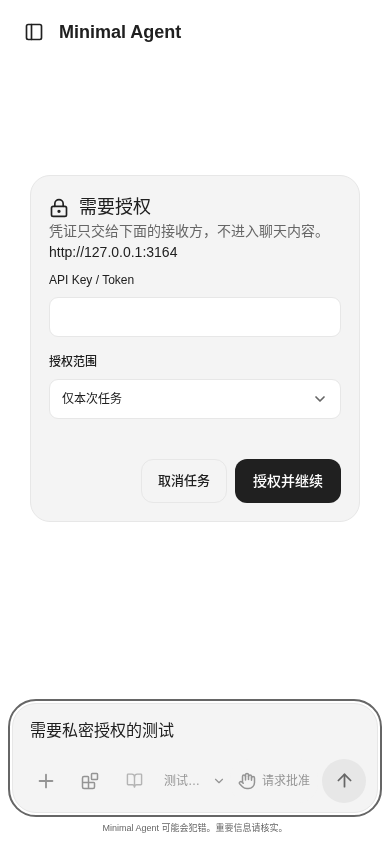 Minimal Agent
需要授权
凭证只交给下面的接收方，不进入聊天内容。
http://127.0.0.1:3164
API Key / Token
授权范围
仅本次任务
取消任务
授权并继续
需要私密授权的测试
测试…
请求批准
Minimal Agent 可能会犯错。重要信息请核实。